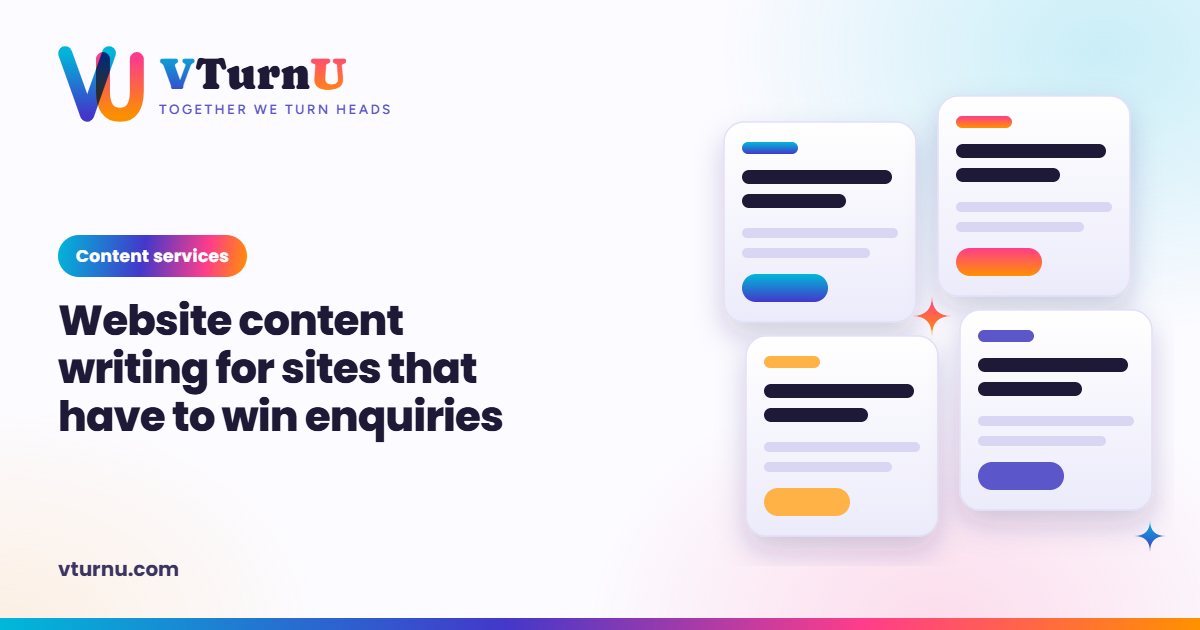 VTurnU
TOGETHER WE TURN HEADS
Content services
Website content
writing for sites that
have to win enquiries
vturnu.com